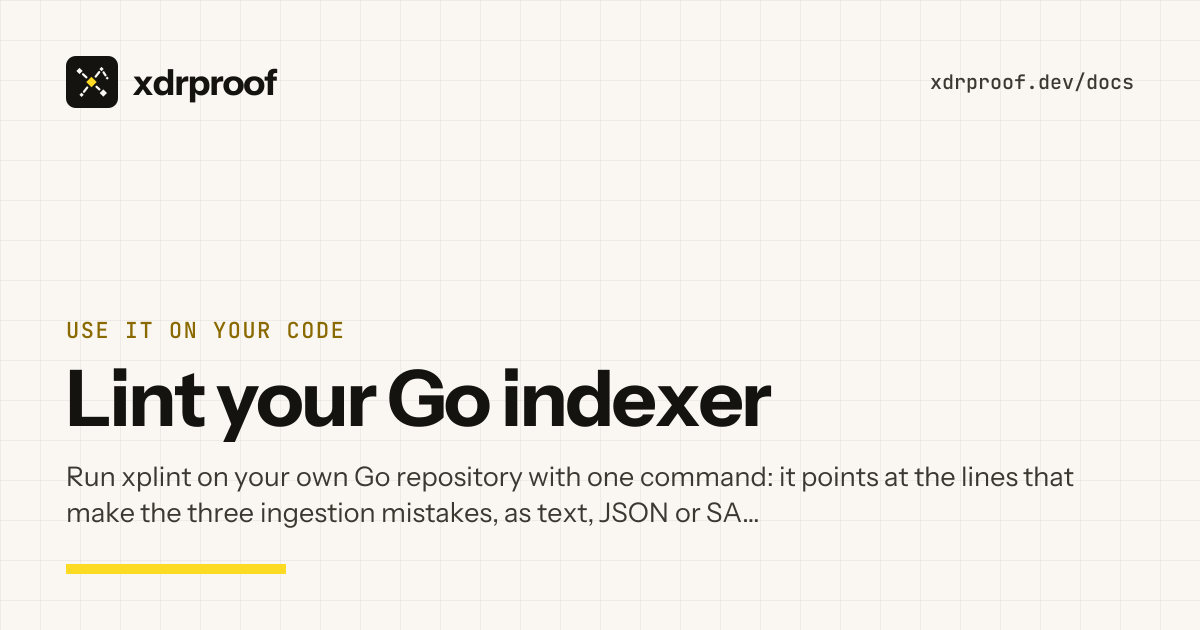 xdrproof
xdrproof.dev/docs
USE IT ON YOUR CODE
Lint your Go indexer
Run xplint on your own Go repository with one command: it points at the lines that
make the three ingestion mistakes, as text, JSON or SA...